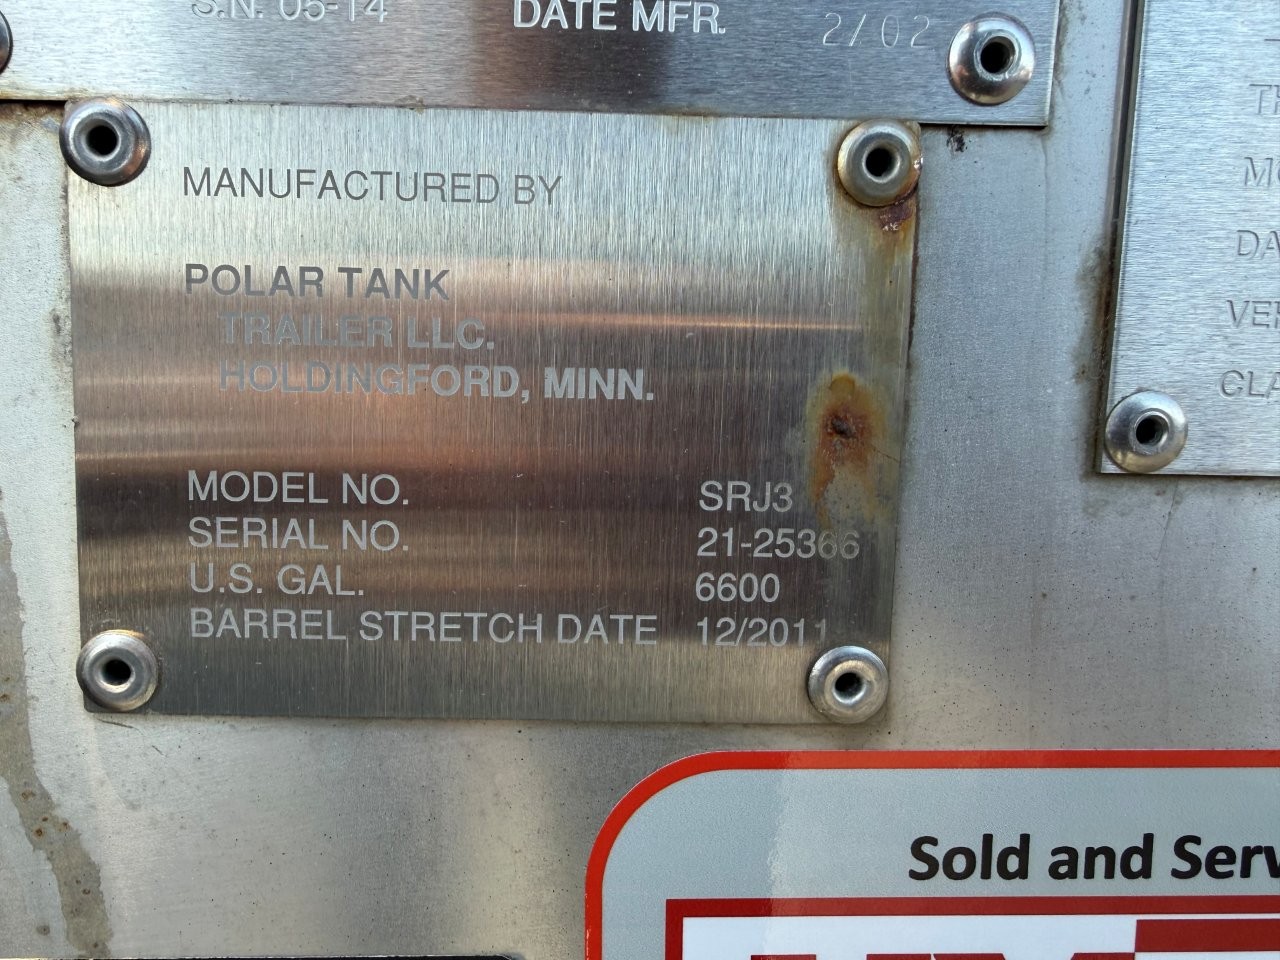 S.N. 05-14 DATE MFR. 2/02
MANUFACTURED BY
POLAR TANK
TRAILER LLC.
HOLDINGFORD, MINN.
MODEL NO. SRJ3
SERIAL NO. 21-25366
U.S. GAL. 6600
BARREL STRETCH DATE 12/2011
Sold and Serv